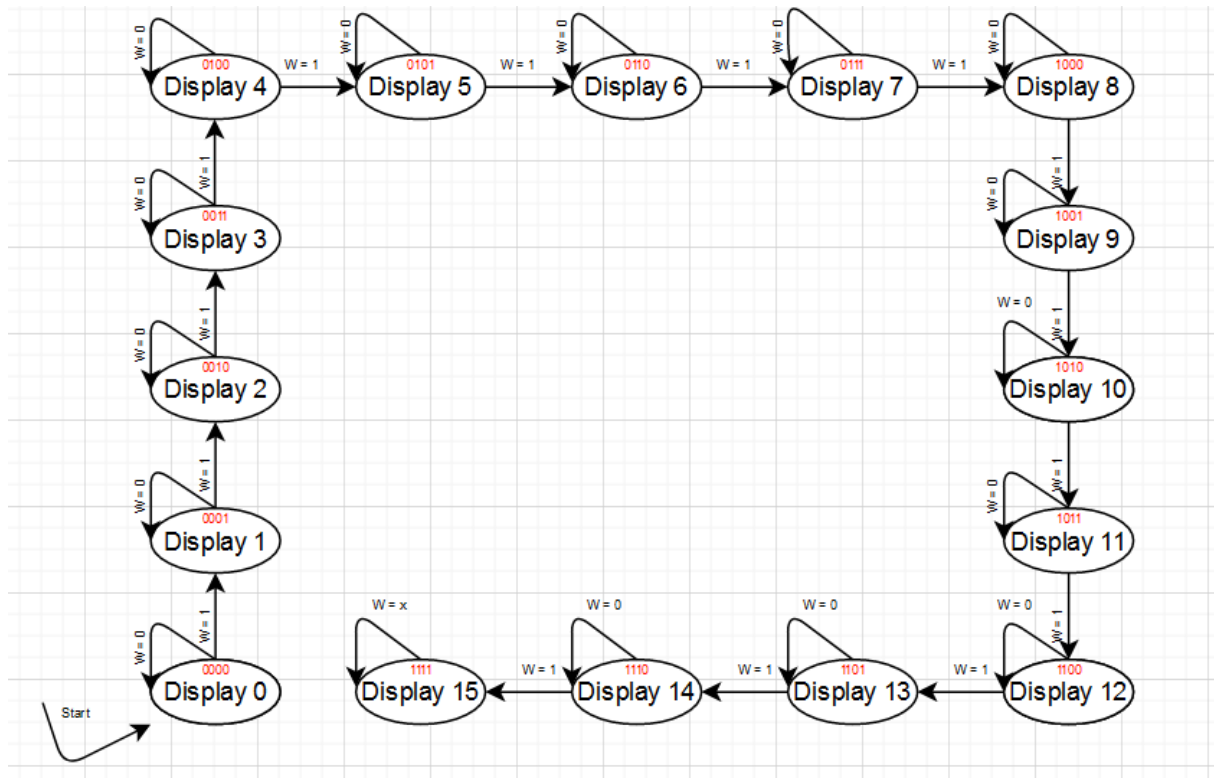 W = 0
0100
Display 4
W = 1
W = 0
0101
Display 5
W = 1
W = 0
0110
Display 6
W = 1
W = 0
0111
Display 7
W = 1
W = 0
1000
Display 8
W = 1
W = 0
0011
Display 3
W = 1
W = 0
1001
Display 9
W = 1
W = 0
0010
Display 2
W = 1
W = 0
1010
Display 10
W = 1
W = 0
0001
Display 1
W = 1
W = 0
1011
Display 11
W = 1
W = 0
0000
Display 0
W = 1
W = x
1111
Display 15
W = 1
W = 0
1110
Display 14
W = 1
W = 0
1101
Display 13
W = 1
W = 0
1100
Display 12
W = 1
Start